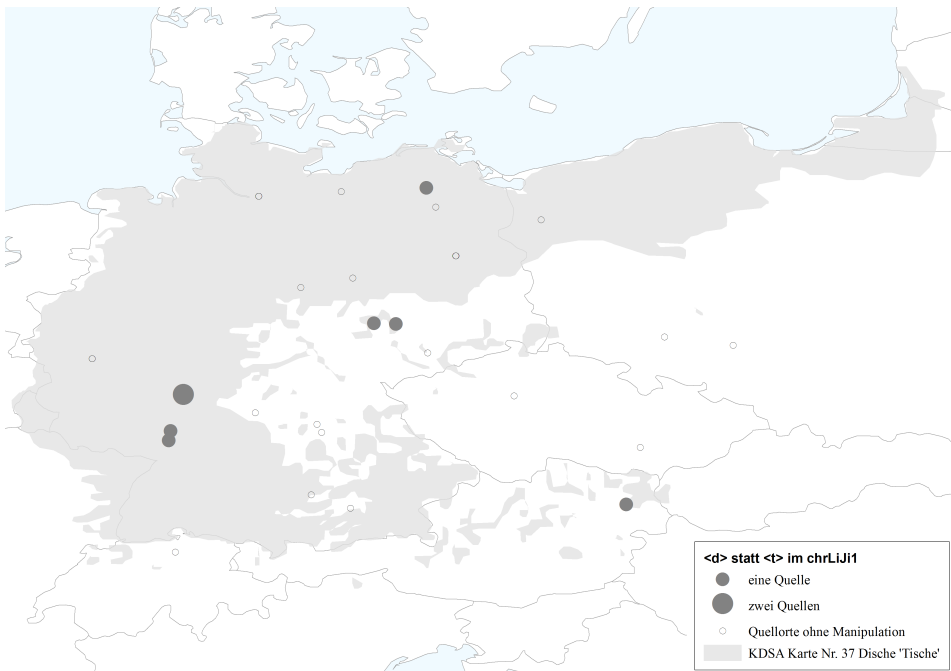 <d> statt <t> im chrLiJi1
eine Quelle
zwei Quellen
Quellorte ohne Manipulation
KDSA Karte Nr. 37 Dische 'Tische'